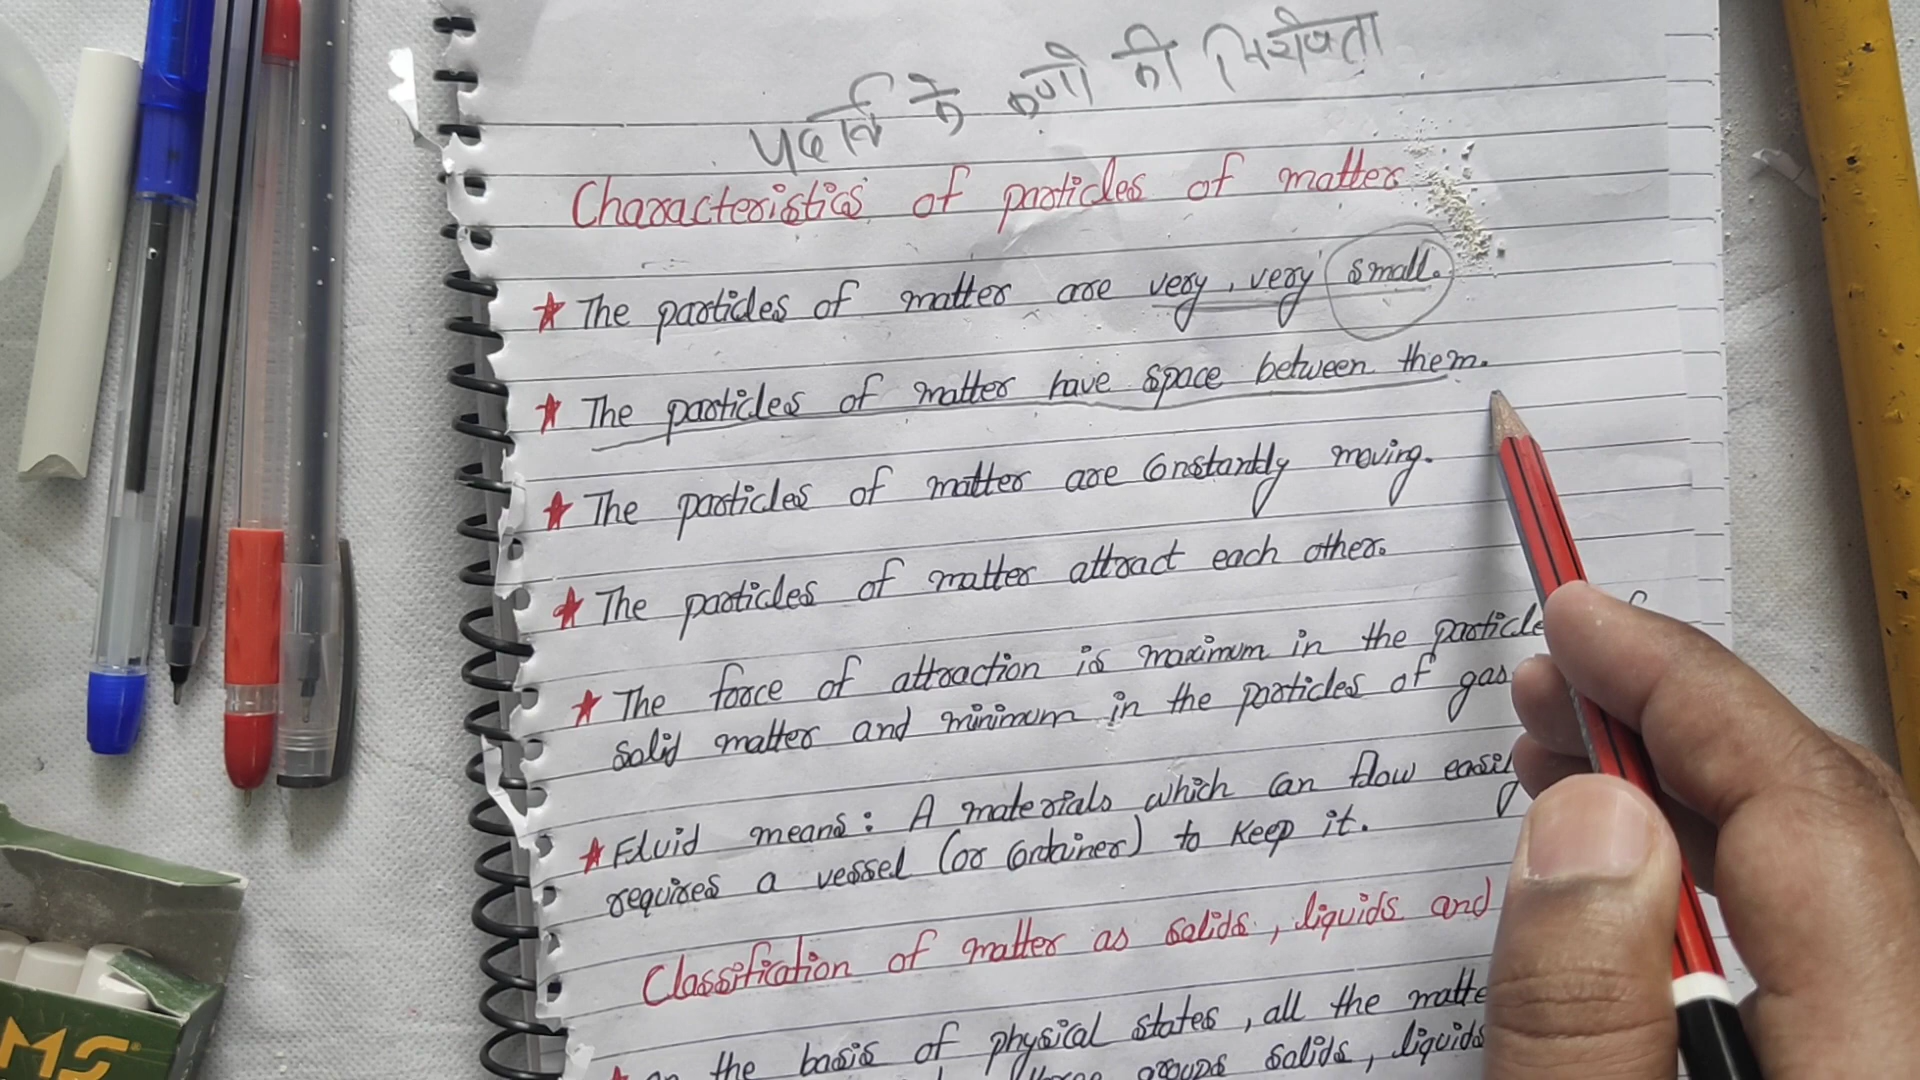 पदार्थ के कणो की विशेषता
Characteristics of particles of matter
The particles of matter are very, very small.
The particles of matter have space between them.
The particles of matter are Constantly moving.
The particles of matter attract each other.
The force of attraction is maximum in the particle
solid matter and minimum in the particles of gas
Fluid means: A materials which can flow easily
requires a vessel (or Container) to keep it.
Classification of matter as solids, liquids and
on the basis of physical states, all the matte
groups solids, liquids
MS